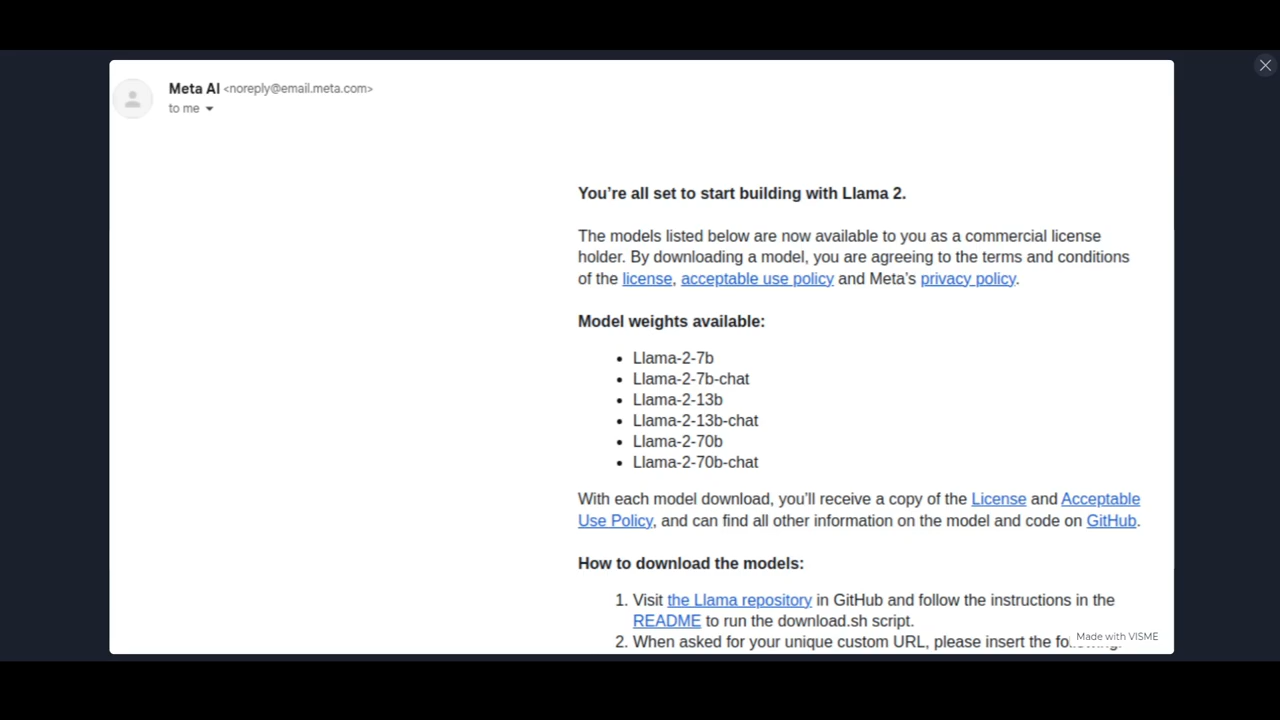 Meta AI <noreply@email.meta.com>
to me
You're all set to start building with Llama 2.
The models listed below are now available to you as a commercial license
holder. By downloading a model, you are agreeing to the terms and conditions
of the license, acceptable use policy and Meta's privacy policy.
Model weights available:
• Llama-2-7b
• Llama-2-7b-chat
• Llama-2-13b
• Llama-2-13b-chat
• Llama-2-70b
• Llama-2-70b-chat
With each model download, you'll receive a copy of the License and Acceptable
Use Policy, and can find all other information on the model and code on GitHub.
How to download the models:
1. Visit the Llama repository in GitHub and follow the instructions in the
README to run the download.sh script.
2. When asked for your unique custom URL, please insert the
Made with VISME